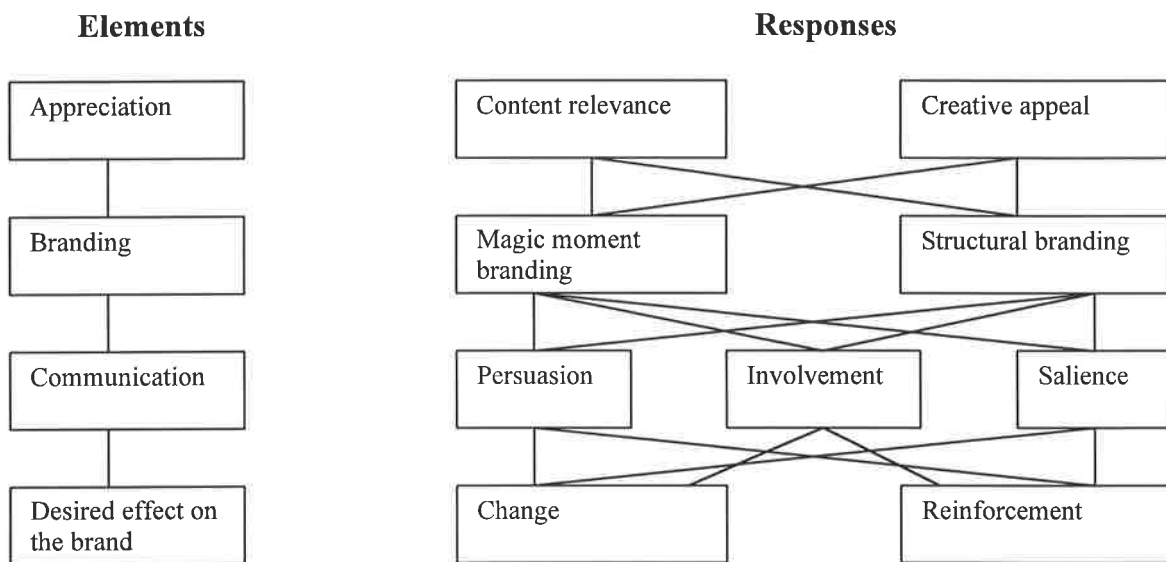 Elements
Responses
Appreciation
Content relevance
Creative appeal
Branding
Magic moment
branding
Structural branding
Communication
Persuasion
Involvement
Salience
Desired effect on
the brand
Change
Reinforcement